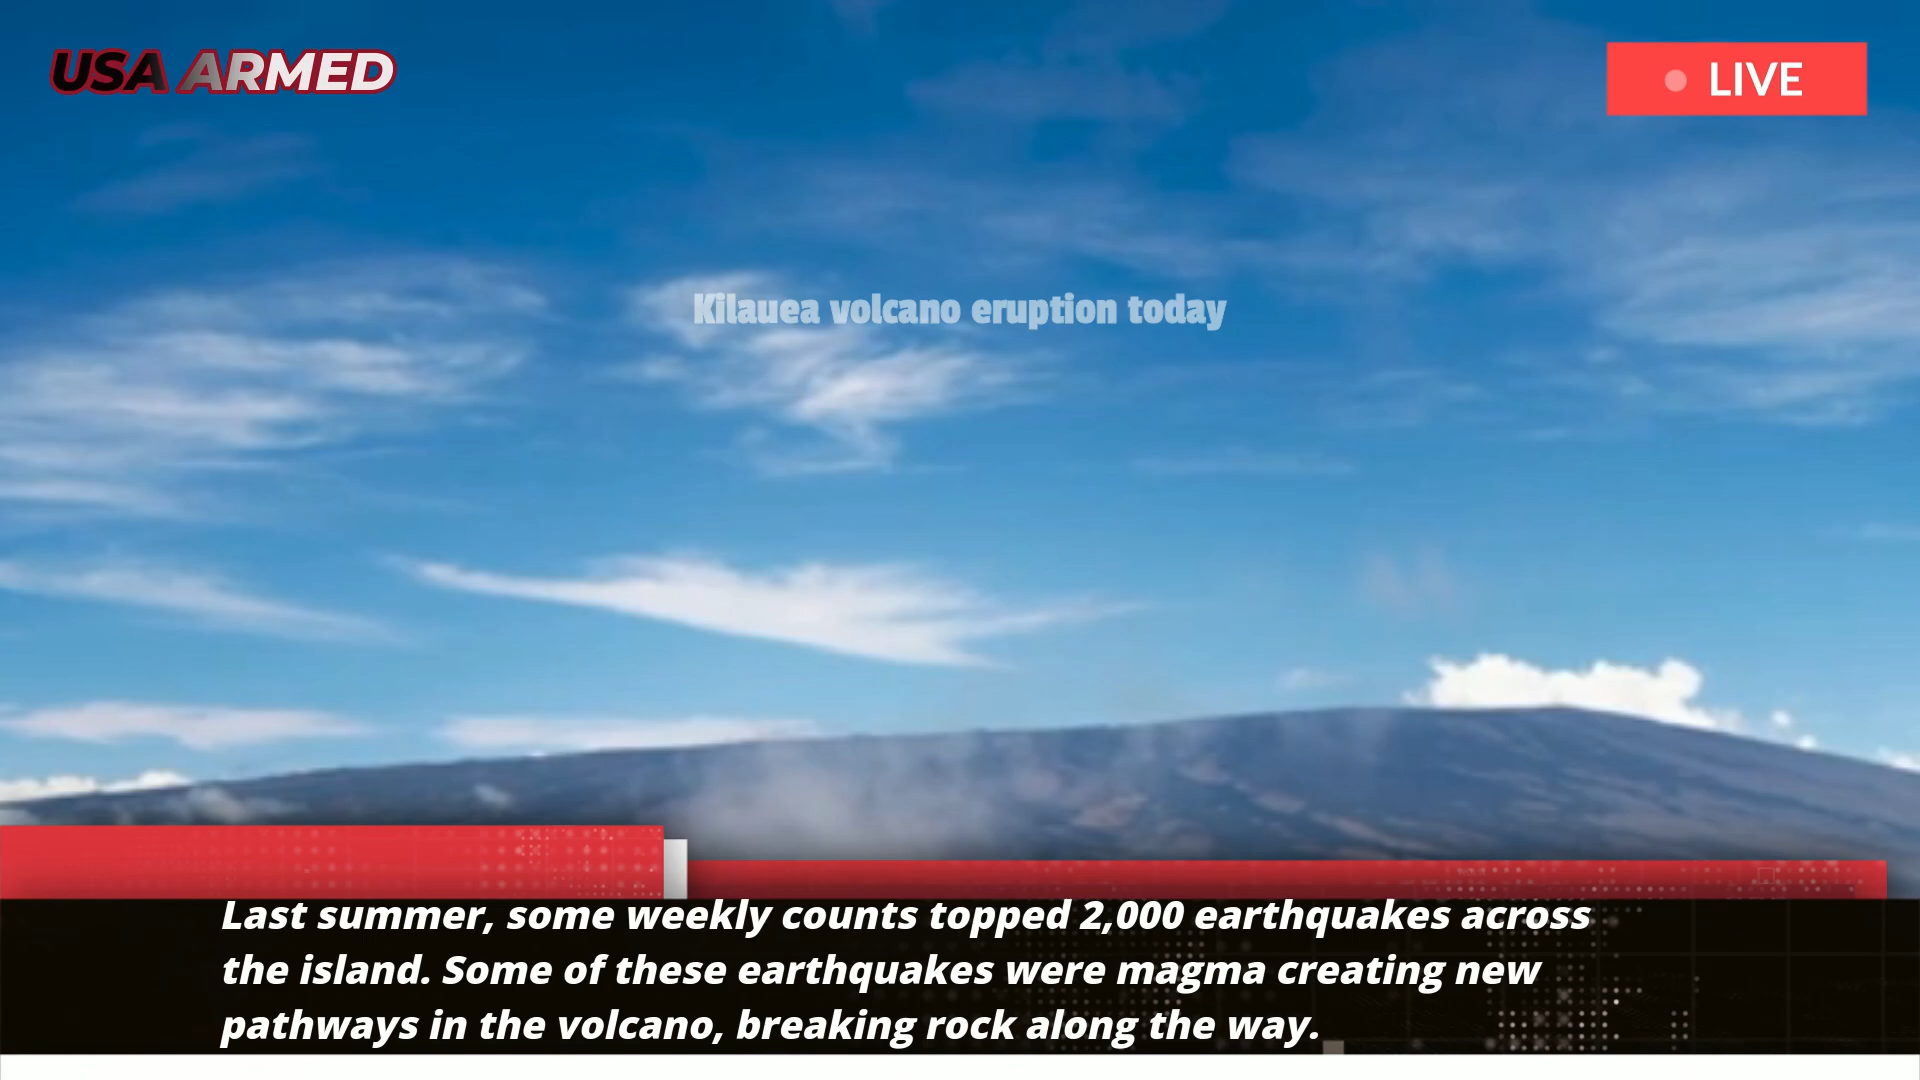 USA ARMED
LIVE
Kilauea volcano eruption today
Last summer, some weekly counts topped 2,000 earthquakes across
the island. Some of these earthquakes were magma creating new
pathways in the volcano, breaking rock along the way.